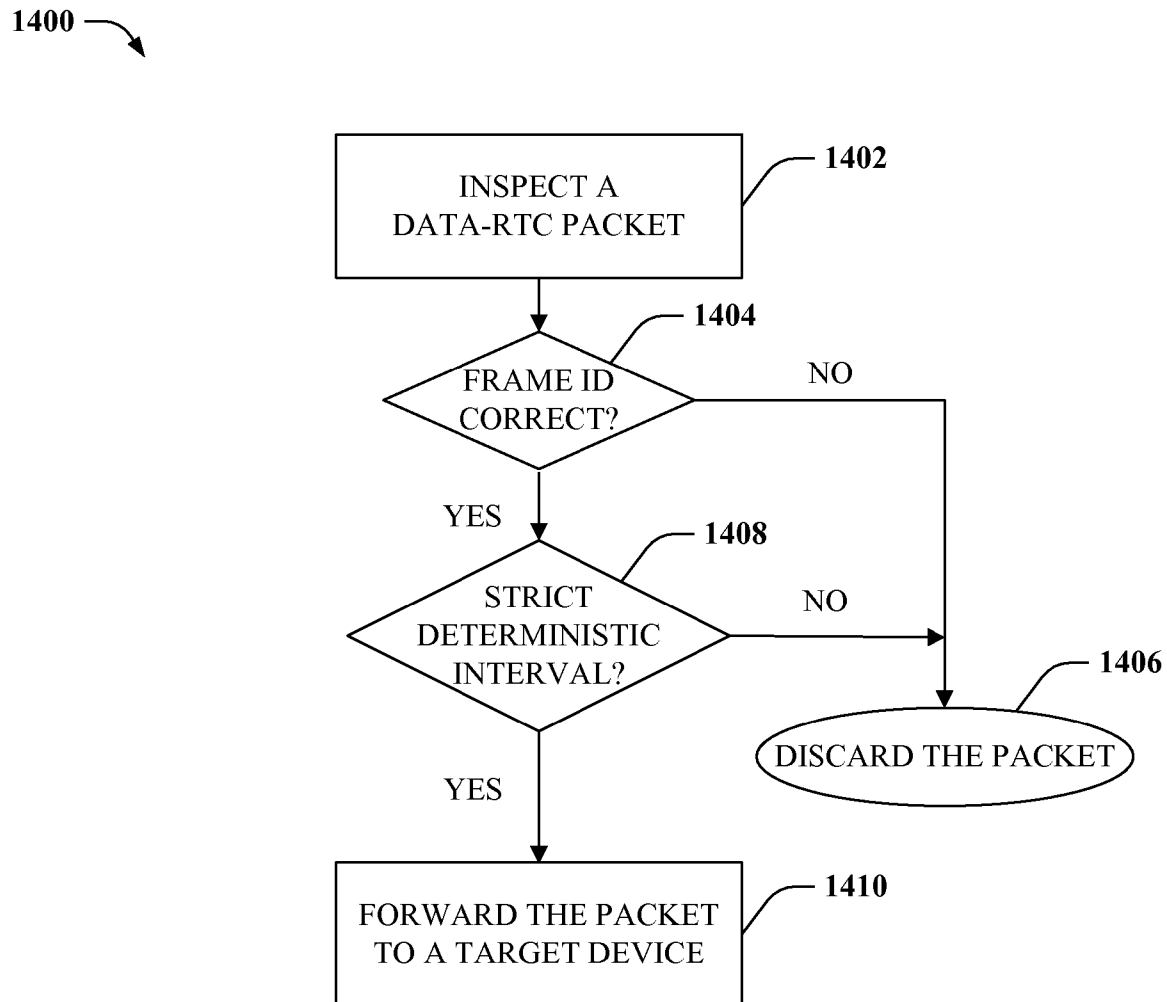 1400
1402
INSPECT A
DATA-RTC PACKET
1404
FRAME ID
CORRECT?
NO
YES
1408
STRICT
DETERMINISTIC
INTERVAL?
NO
1406
DISCARD THE PACKET
YES
1410
FORWARD THE PACKET
TO A TARGET DEVICE